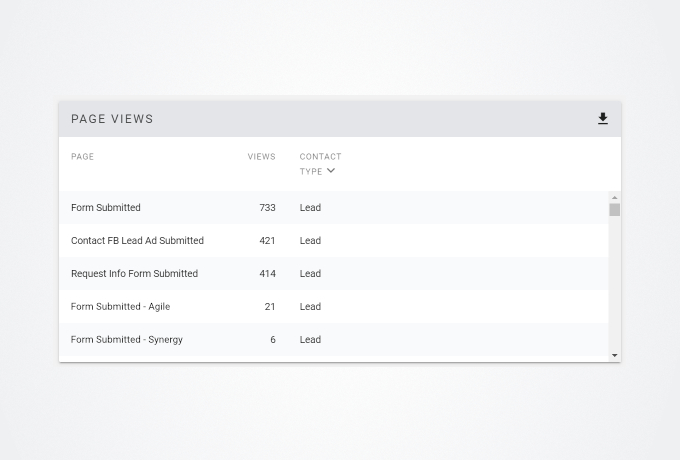 PAGE VIEWS
PAGE VIEWS CONTACT
TYPE
Form Submitted 733 Lead
Contact FB Lead Ad Submitted 421 Lead
Request Info Form Submitted 414 Lead
Form Submitted - Agile 21 Lead
Form Submitted - Synergy 6 Lead